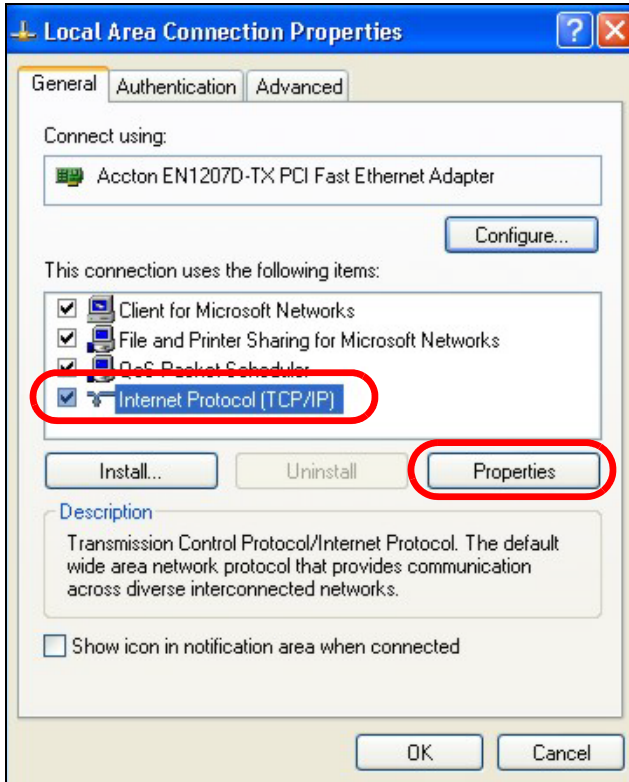 Local Area Connection Properties
General Authentication Advanced
Connect using:
Accton EN1207D-TX PCI Fast Ethernet Adapter
Configure...
This connection uses the following items:
Client for Microsoft Networks
File and Printer Sharing for Microsoft Networks
QoS Packet Scheduler
Internet Protocol (TCP/IP)
Install... Uninstall Properties
Description
Transmission Control Protocol/Internet Protocol. The default
wide area network protocol that provides communication
across diverse interconnected networks.
Show icon in notification area when connected
OK Cancel